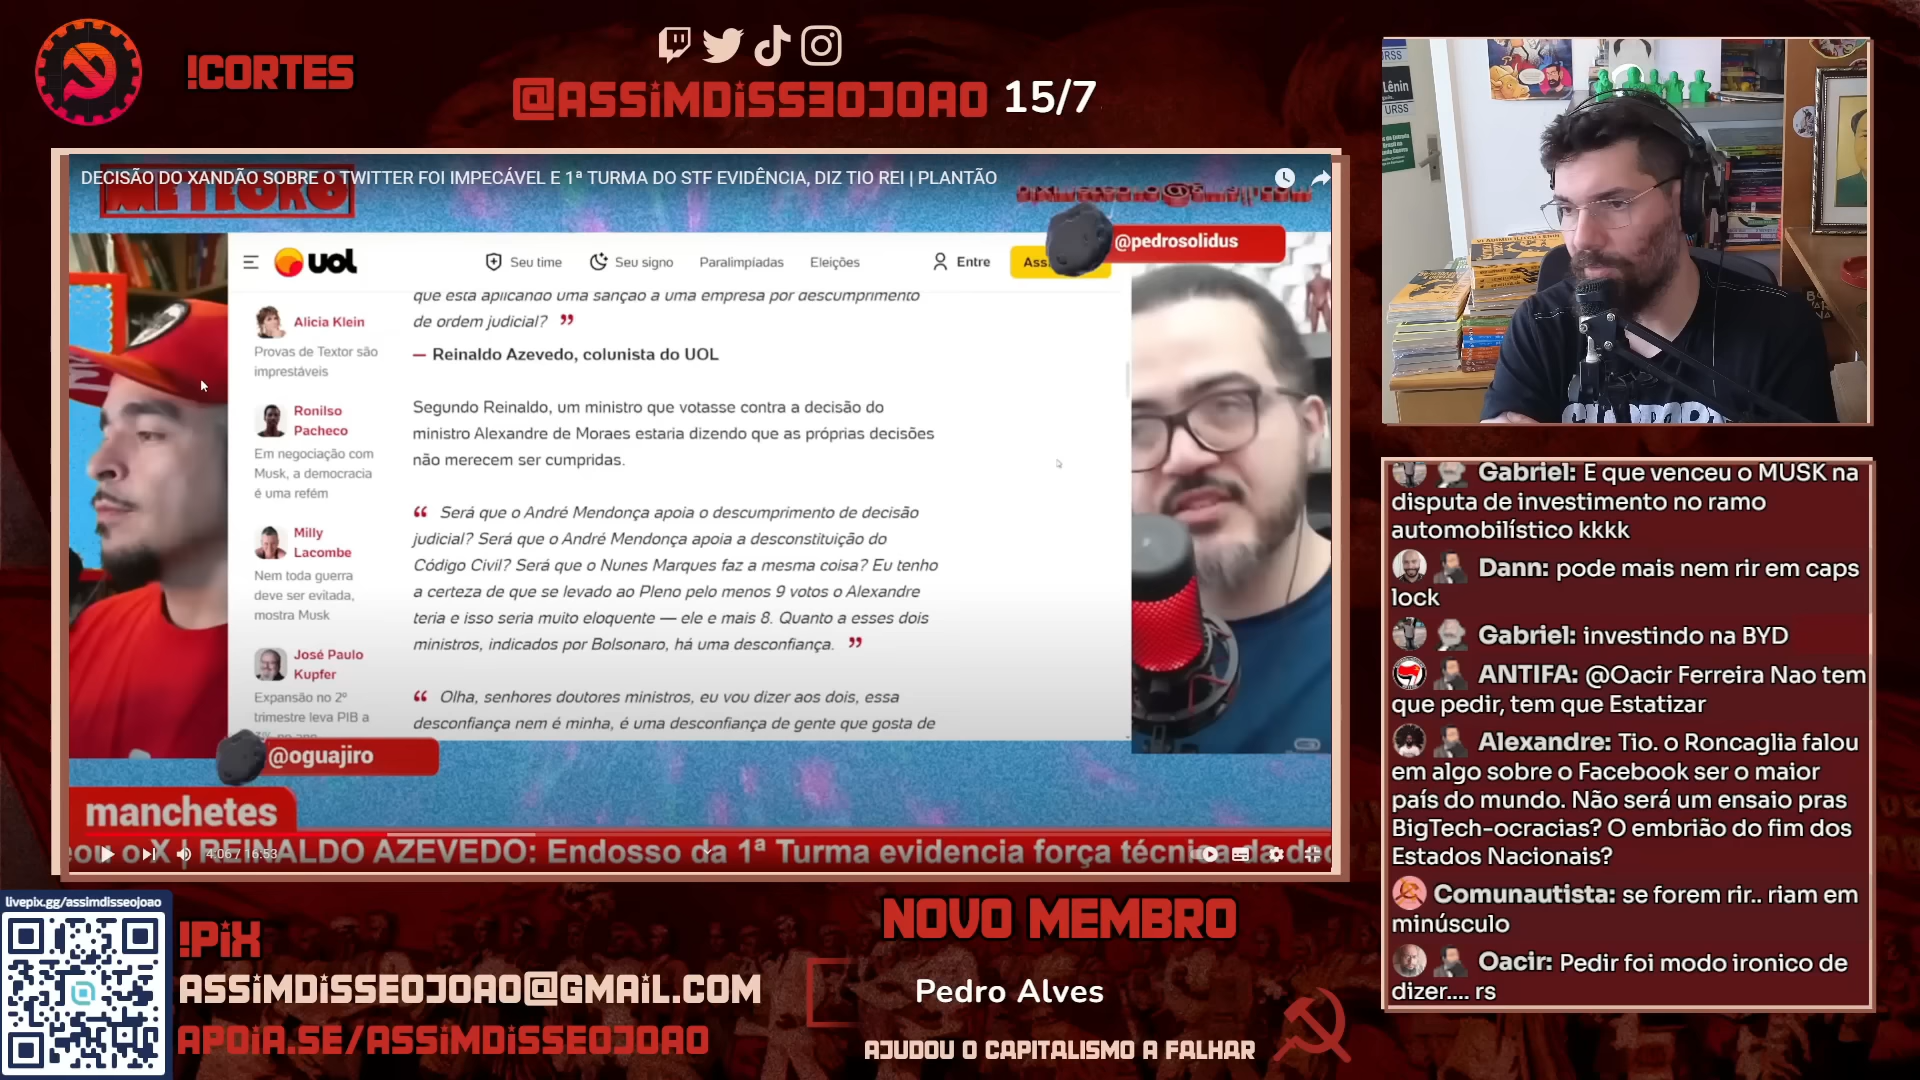 !CORTES
@ASSIMDISSEOJOAO 15/7
DECISÃO DO XANDÃO SOBRE O TWITTER FOI IMPECÁVEL E 1ª TURMA DO STF EVIDÊNCIA, DIZ TIO REI | PLANTÃO
METEORO
@pedrosolidus
UOL
Seu time
Seu signo
Paralimpíadas
Eleições
Entre
Ass
Alicia Klein
Provas de Textor são
imprestáveis
Ronilso
Pacheco
Em negociação com
Musk, a democracia
é uma refém
Milly
Lacombe
Nem toda guerra
deve ser evitada,
mostra Musk
José Paulo
Kupfer
Expansão no 2º
trimestre leva PIB a
que está aplicando uma sanção a uma empresa por descumprimento
de ordem judicial? ”
— Reinaldo Azevedo, colunista do UOL
Segundo Reinaldo, um ministro que votasse contra a decisão do
ministro Alexandre de Moraes estaria dizendo que as próprias decisões
não merecem ser cumpridas.
“ Será que o André Mendonça apoia o descumprimento de decisão
judicial? Será que o André Mendonça apoia a desconstituição do
Código Civil? Será que o Nunes Marques faz a mesma coisa? Eu tenho
a certeza de que se levado ao Pleno pelo menos 9 votos o Alexandre
teria e isso seria muito eloquente — ele e mais 8. Quanto a esses dois
ministros, indicados por Bolsonaro, há uma desconfiança. ”
“ Olha, senhores doutores ministros, eu vou dizer aos dois, essa
desconfiança nem é minha, é uma desconfiança de gente que gosta de
@oguajiro
manchetes
eou o X | REINALDO AZEVEDO: Endosso da 1ª Turma evidencia força técnica da dec
4:06 / 16:53
URSS
Lênin
URSS
Gabriel: E que venceu o MUSK na
disputa de investimento no ramo
automobilístico kkkk
Dann: pode mais nem rir em caps
lock
Gabriel: investindo na BYD
ANTIFA: @Oacir Ferreira Nao tem
que pedir, tem que Estatizar
Alexandre: Tio. o Roncaglia falou
em algo sobre o Facebook ser o maior
país do mundo. Não será um ensaio pras
BigTech-ocracias? O embrião do fim dos
Estados Nacionais?
Comunautista: se forem rir.. riam em
minúsculo
Oacir: Pedir foi modo ironico de
dizer.... rs
livepix.gg/assimdisseojoao
!PIX
ASSIMDISSEOJOAO@GMAIL.COM
APOIA.SE/ASSIMDISSEOJOAO
NOVO MEMBRO
Pedro Alves
AJUDOU O CAPITALISMO A FALHAR